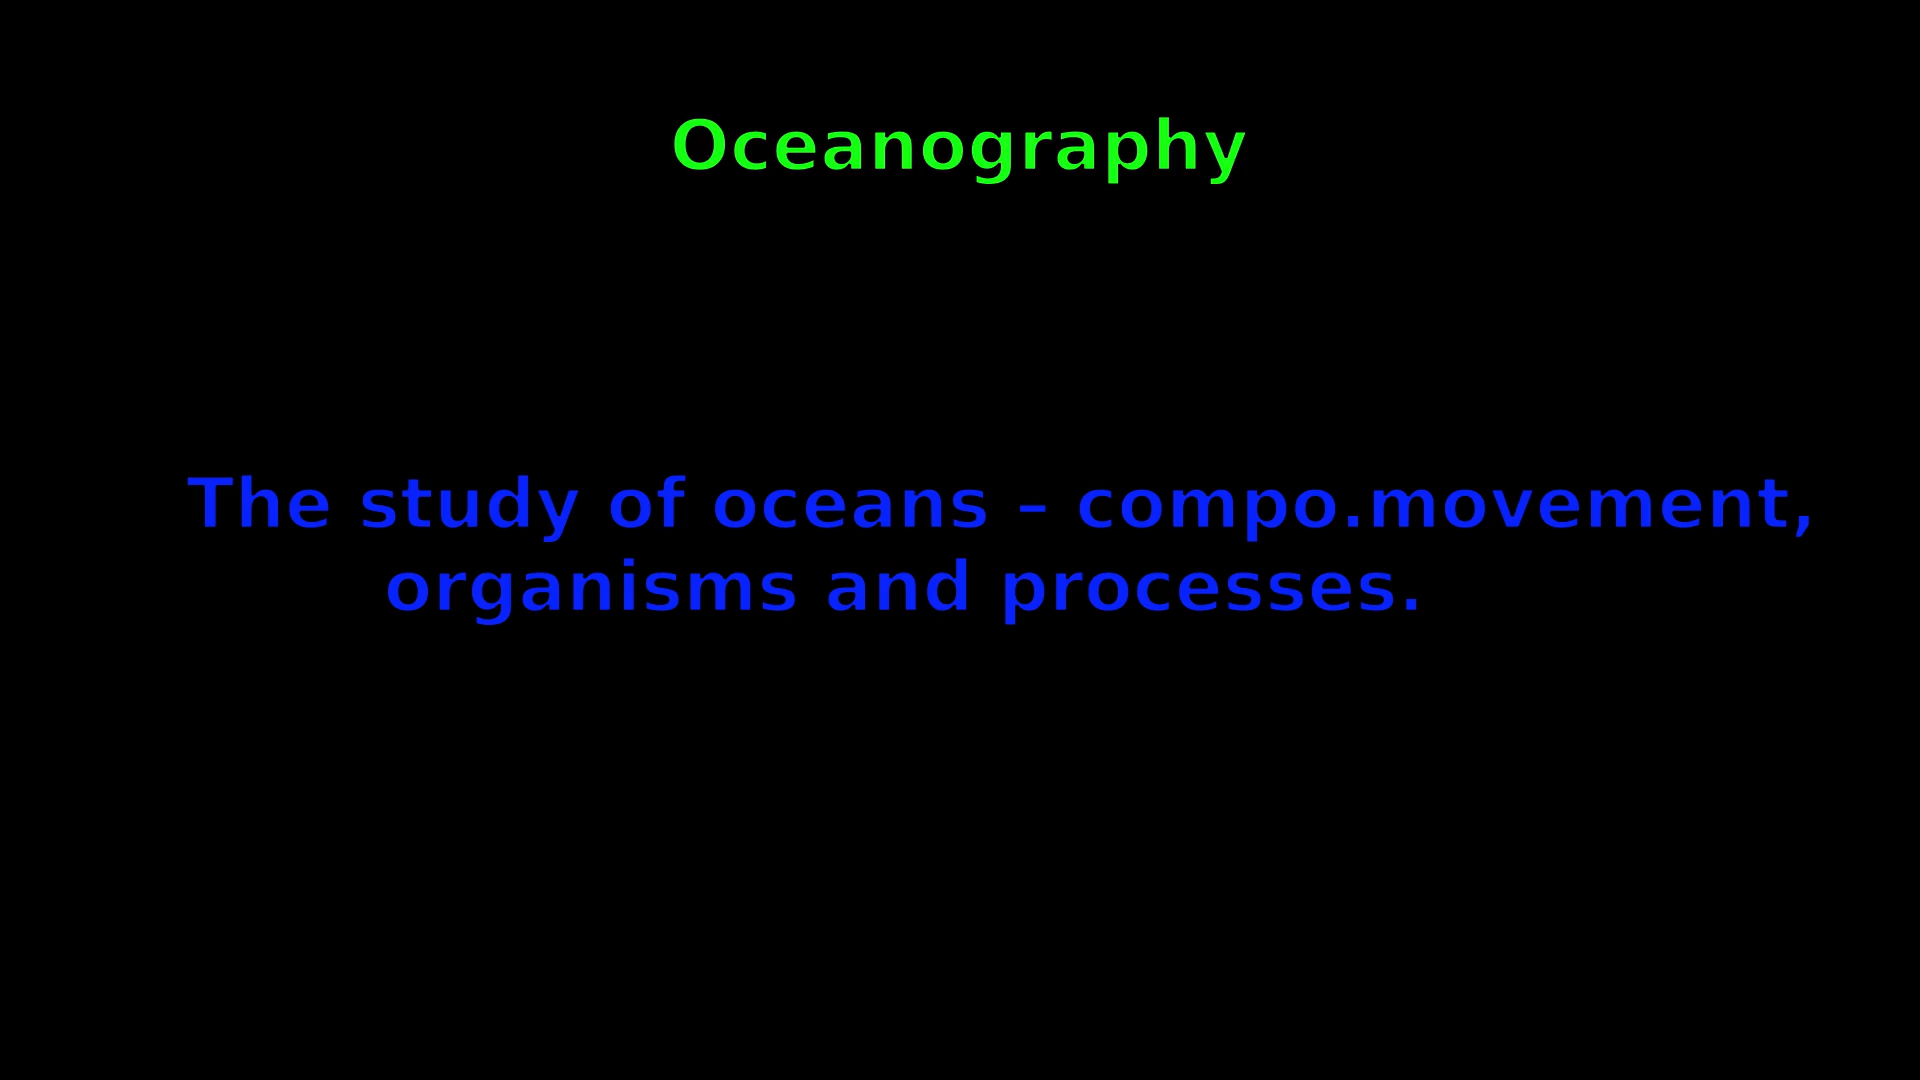 Oceanography
The study of oceans – compo.movement,
organisms and processes.